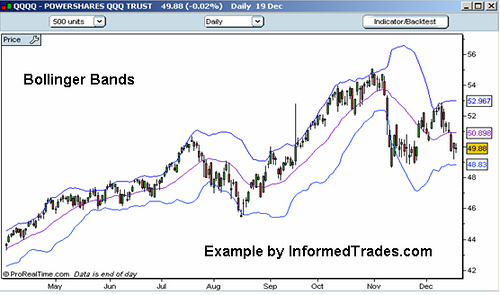 QQQQ - POWERSHARES QQQ TRUST 49.88 (-0.02%) Daily 19 Dec
500 units Daily Indicator/Backtest
Price
Bollinger Bands
56
54
52.967
52
50.898
49.88
48.83
48
46
44
42
Example by InformedTrades.com
©ProRealTime.com Data is end of day
May Jun Jul Aug Sep Oct Nov Dec